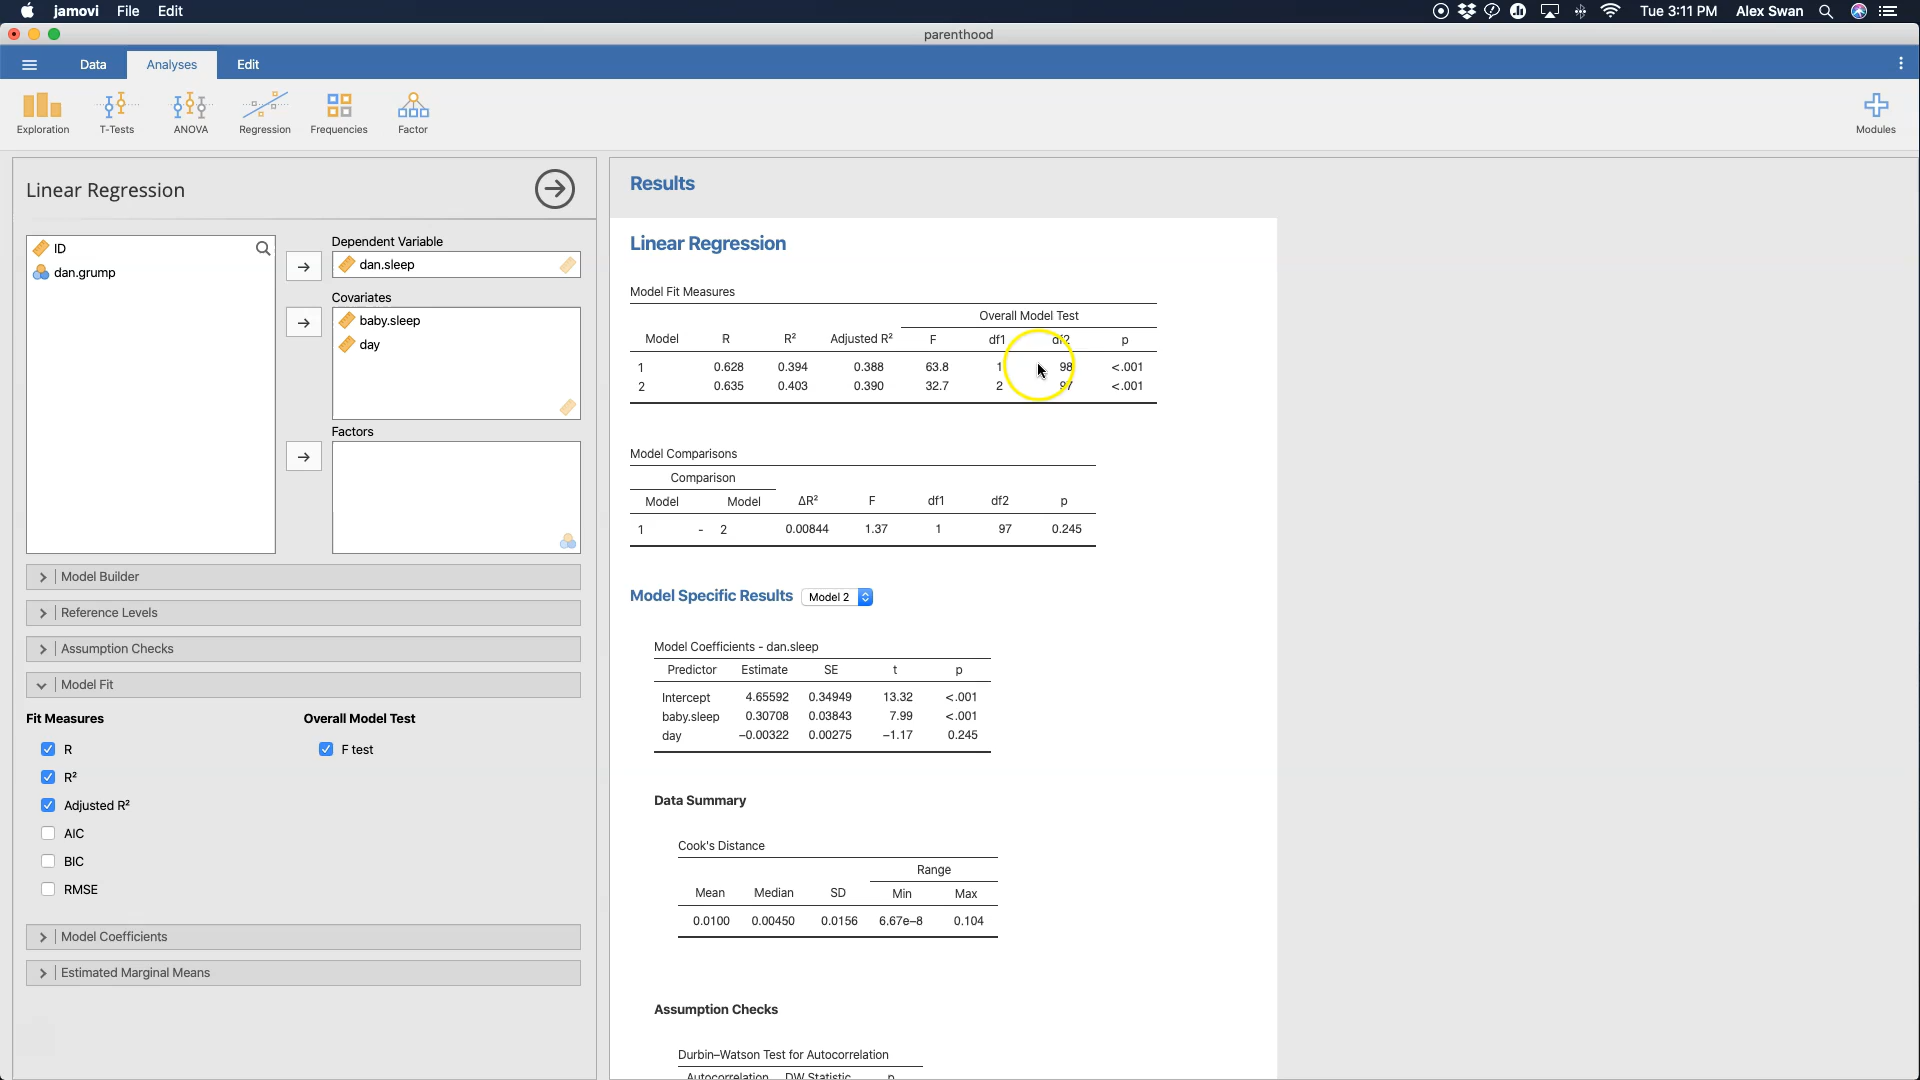 jamovi File Edit Tue 3:11 PM Alex Swan
parenthood
Data Analyses Edit
Exploration T-Tests ANOVA Regression Frequencies Factor Modules
Linear Regression
ID
dan.grump
Dependent Variable
dan.sleep
Covariates
baby.sleep
day
Factors
Model Builder
Reference Levels
Assumption Checks
Model Fit
Fit Measures Overall Model Test
R F test
R²
Adjusted R²
AIC
BIC
RMSE
Model Coefficients
Estimated Marginal Means
Results
Linear Regression
Model Fit Measures
Overall Model Test
Model R R² Adjusted R² F df1 df2 p
1 0.628 0.394 0.388 63.8 1 98 <.001
2 0.635 0.403 0.390 32.7 2 97 <.001
Model Comparisons
Comparison
Model Model ΔR² F df1 df2 p
1 - 2 0.00844 1.37 1 97 0.245
Model Specific Results Model 2
Model Coefficients - dan.sleep
Predictor Estimate SE t p
Intercept 4.65592 0.34949 13.32 <.001
baby.sleep 0.30708 0.03843 7.99 <.001
day −0.00322 0.00275 −1.17 0.245
Data Summary
Cook's Distance
Range
Mean Median SD Min Max
0.0100 0.00450 0.0156 6.67e−8 0.104
Assumption Checks
Durbin–Watson Test for Autocorrelation
Autocorrelation DW Statistic p